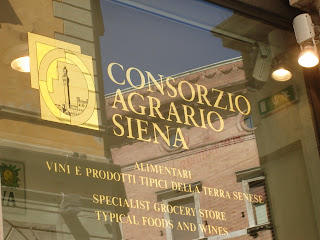 CONSORZIO
AGRARIO
SIENA
ALIMENTARI
VINI E PRODOTTI TIPICI DELLA TERRA SENESE
SPECIALIST GROCERY STORE
TYPICAL FOODS AND WINES